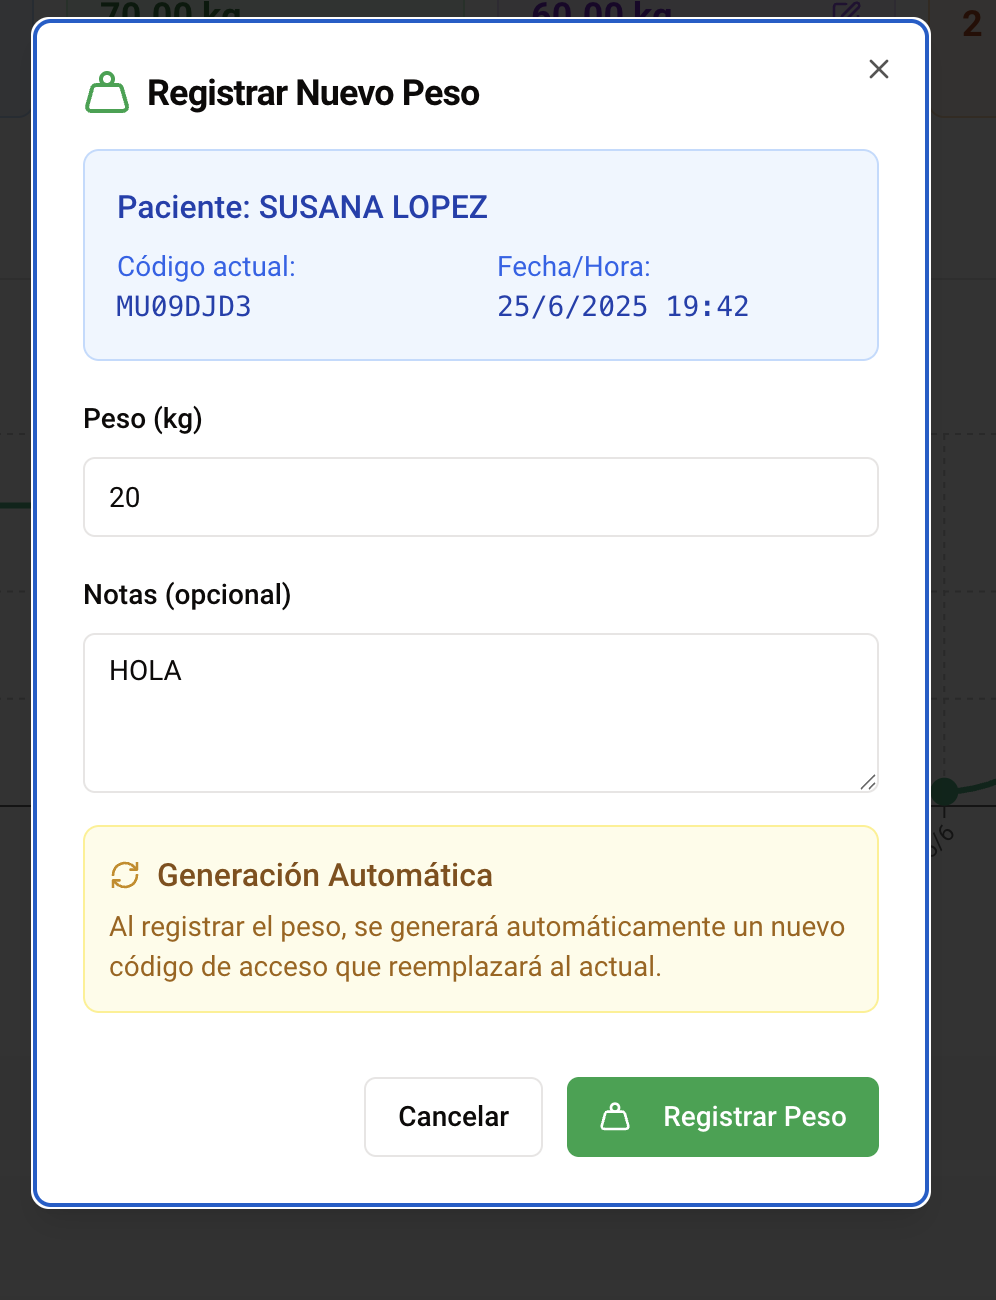 70.00 kg
60.00 kg
2
Registrar Nuevo Peso
Paciente: SUSANA LOPEZ
Código actual:
MU09DJD3
Fecha/Hora:
25/6/2025 19:42
Peso (kg)
20
Notas (opcional)
HOLA
Generación Automática
Al registrar el peso, se generará automáticamente un nuevo
código de acceso que reemplazará al actual.
Cancelar
Registrar Peso